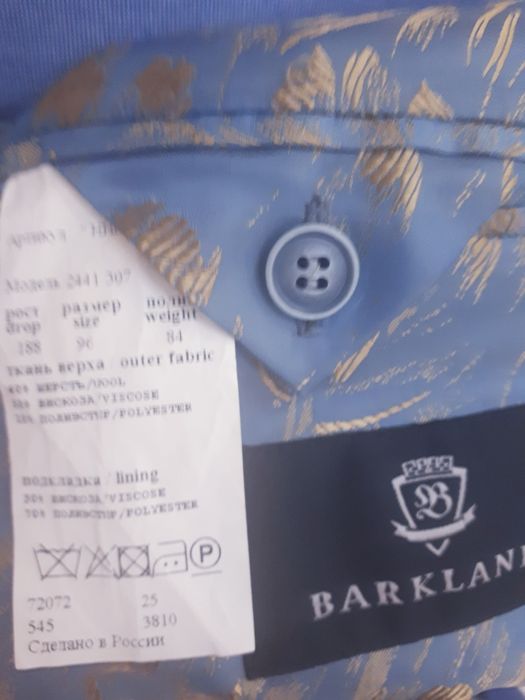 Модель 2441 307
рост размер полн
drop size weight
188 96 84
ткань верха / outer fabric
ШЕРСТЬ/WOOL
ВИСКОЗА/VISCOSE
ПОЛИЭСТЕР/POLYESTER
подкладка / lining
30% ВИСКОЗА/VISCOSE
70% ПОЛИЭСТЕР/POLYESTER
P
72072 25
545 3810
Сделано в России
B
BARKLAN